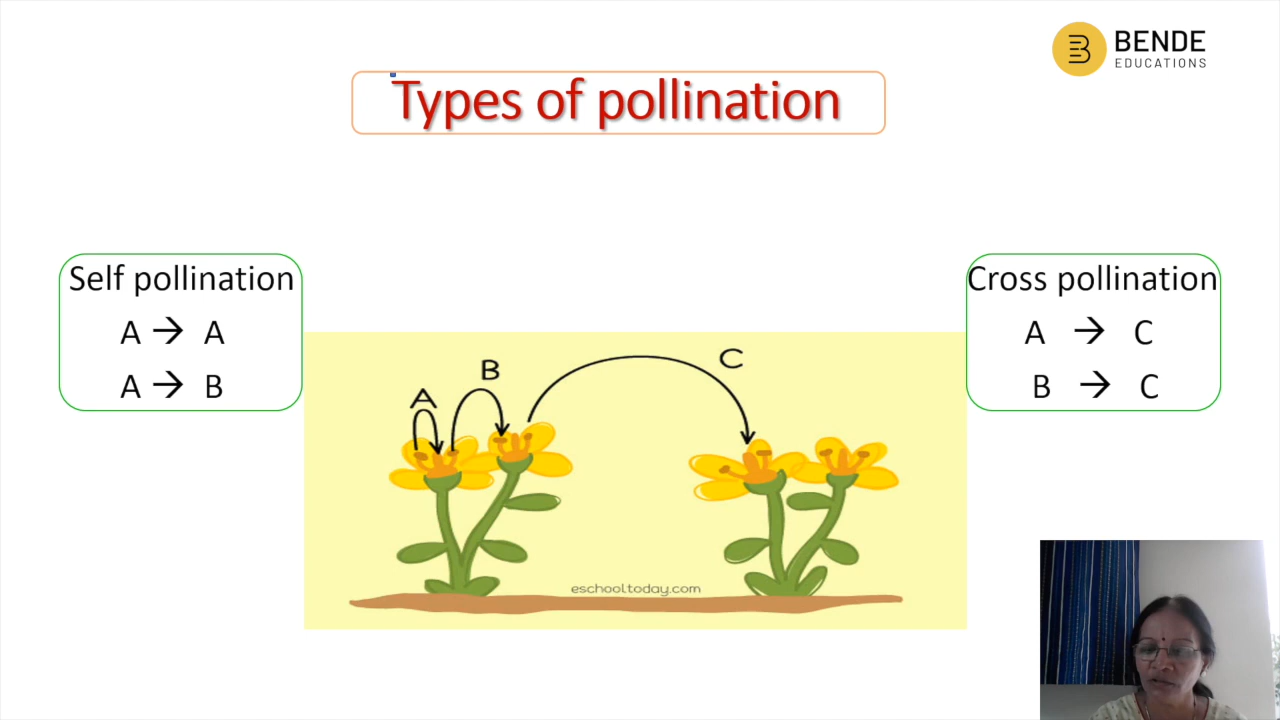 BENDE
EDUCATIONS
Types of pollination
Self pollination
A → A
A → B
Cross pollination
A → C
B → C
A
B
C
eschooltoday.com